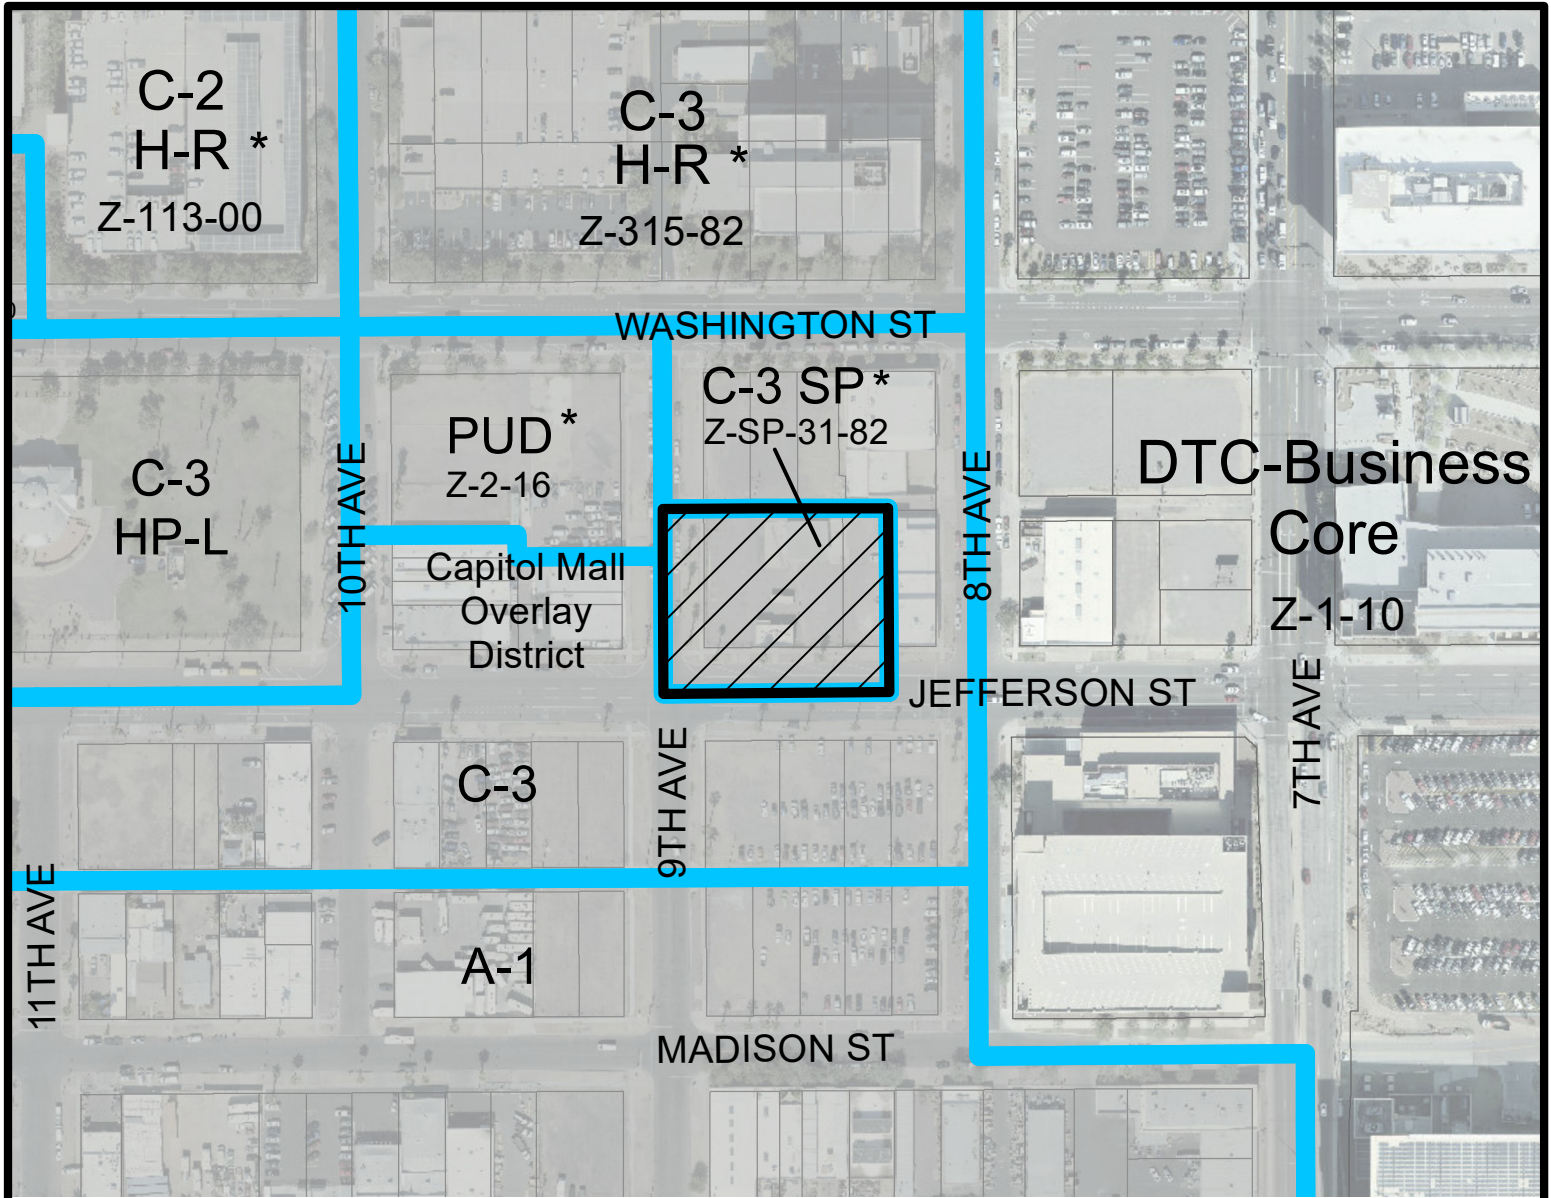 C-2
H-R *
Z-113-00
C-3
H-R *
Z-315-82
WASHINGTON ST
C-3 SP *
Z-SP-31-82
PUD *
Z-2-16
C-3
HP-L
10TH AVE
8TH AVE
DTC-Business
Core
Z-1-10
Capitol Mall
Overlay
District
JEFFERSON ST
7TH AVE
9TH AVE
C-3
11TH AVE
A-1
MADISON ST